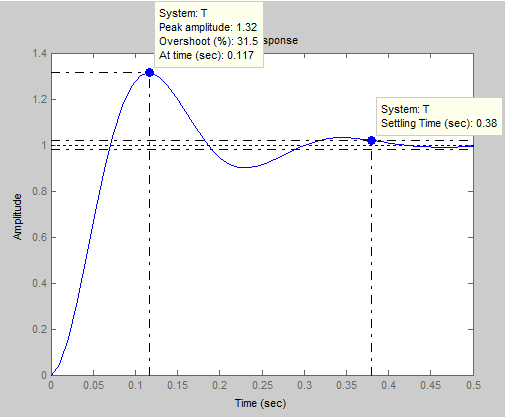 System: T
Peak amplitude: 1.32
Overshoot (%): 31.5
At time (sec): 0.117
System: T
Settling Time (sec): 0.38
1.4
1.2
1
0.8
0.6
0.4
0.2
0
Amplitude
0
0.05
0.1
0.15
0.2
0.25
0.3
0.35
0.4
0.45
0.5
Time (sec)